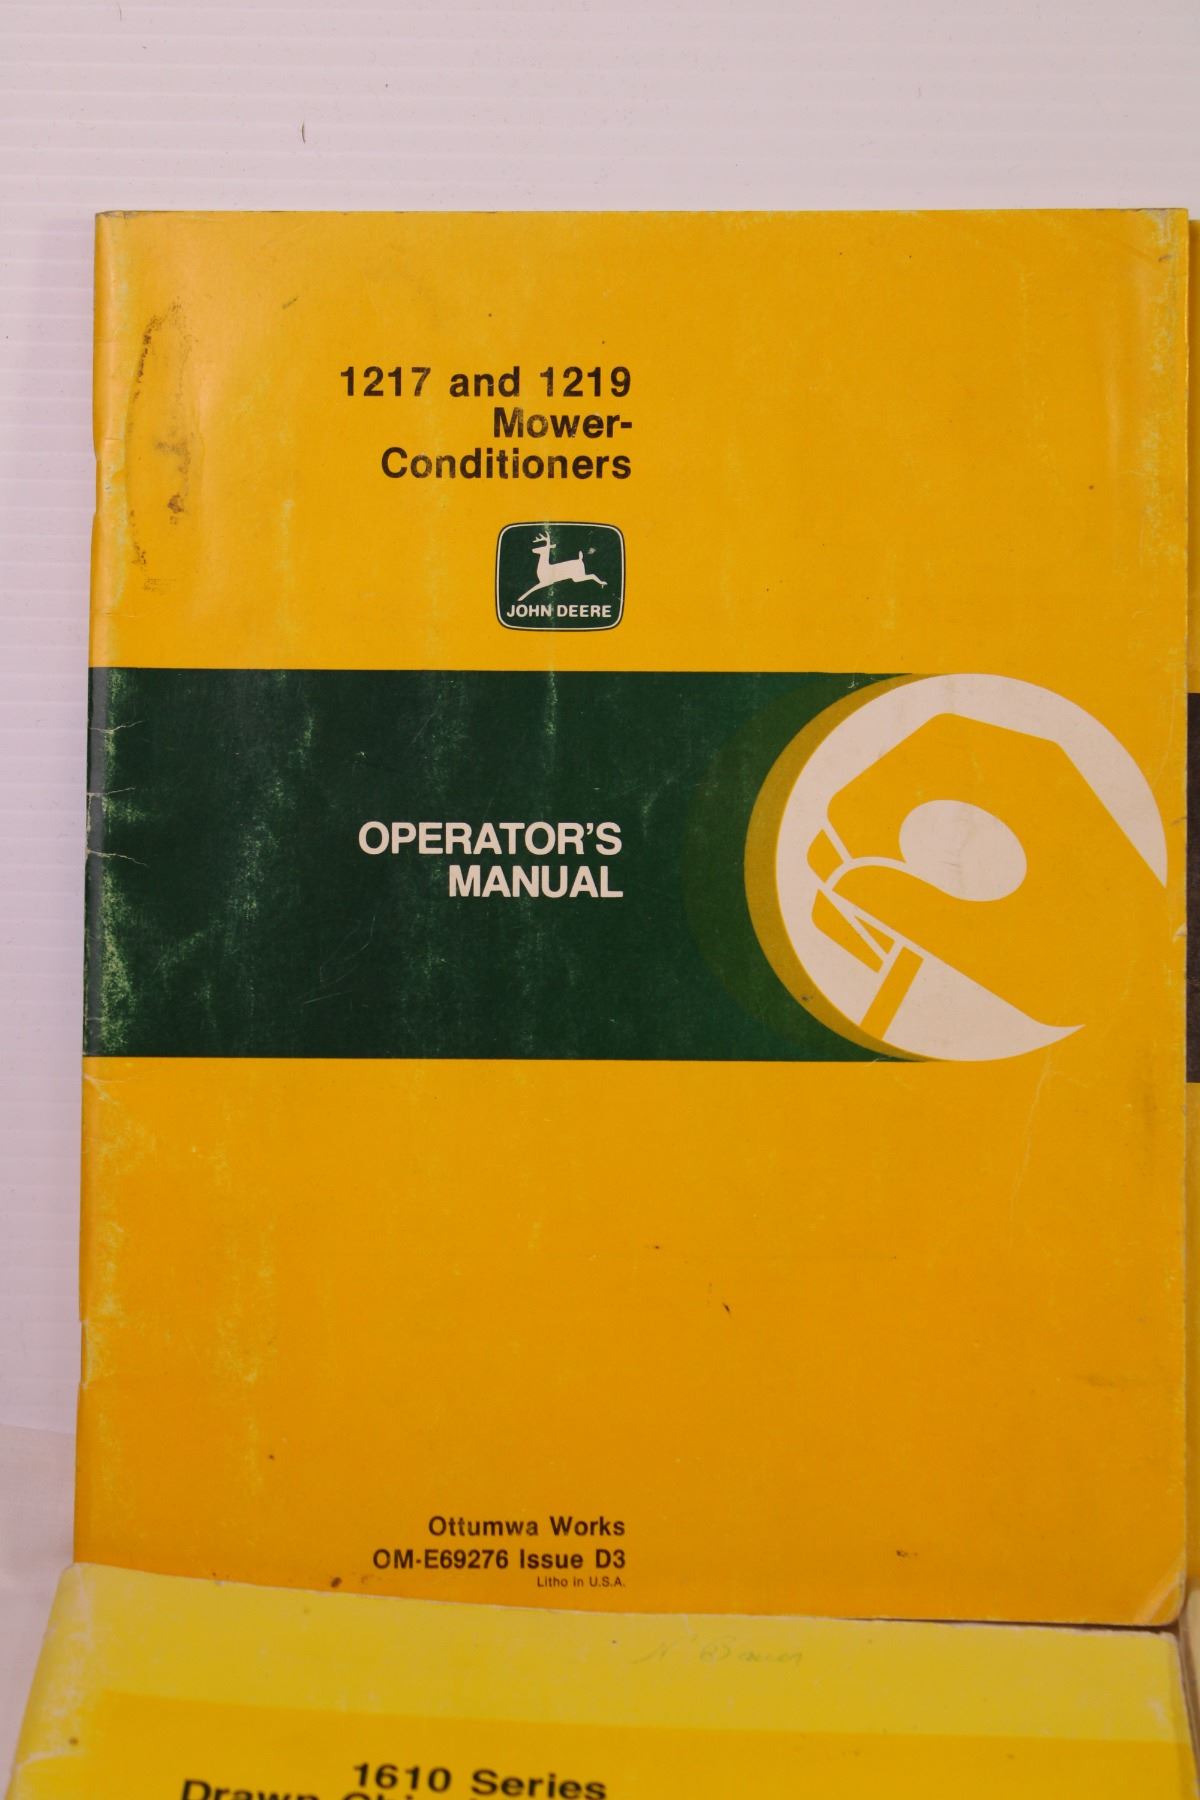 1217 and 1219
Mower-
Conditioners
JOHN DEERE
OPERATOR'S
MANUAL
Ottumwa Works
OM-E69276 Issue D3
Litho in U.S.A.
1610 Series
Drawn